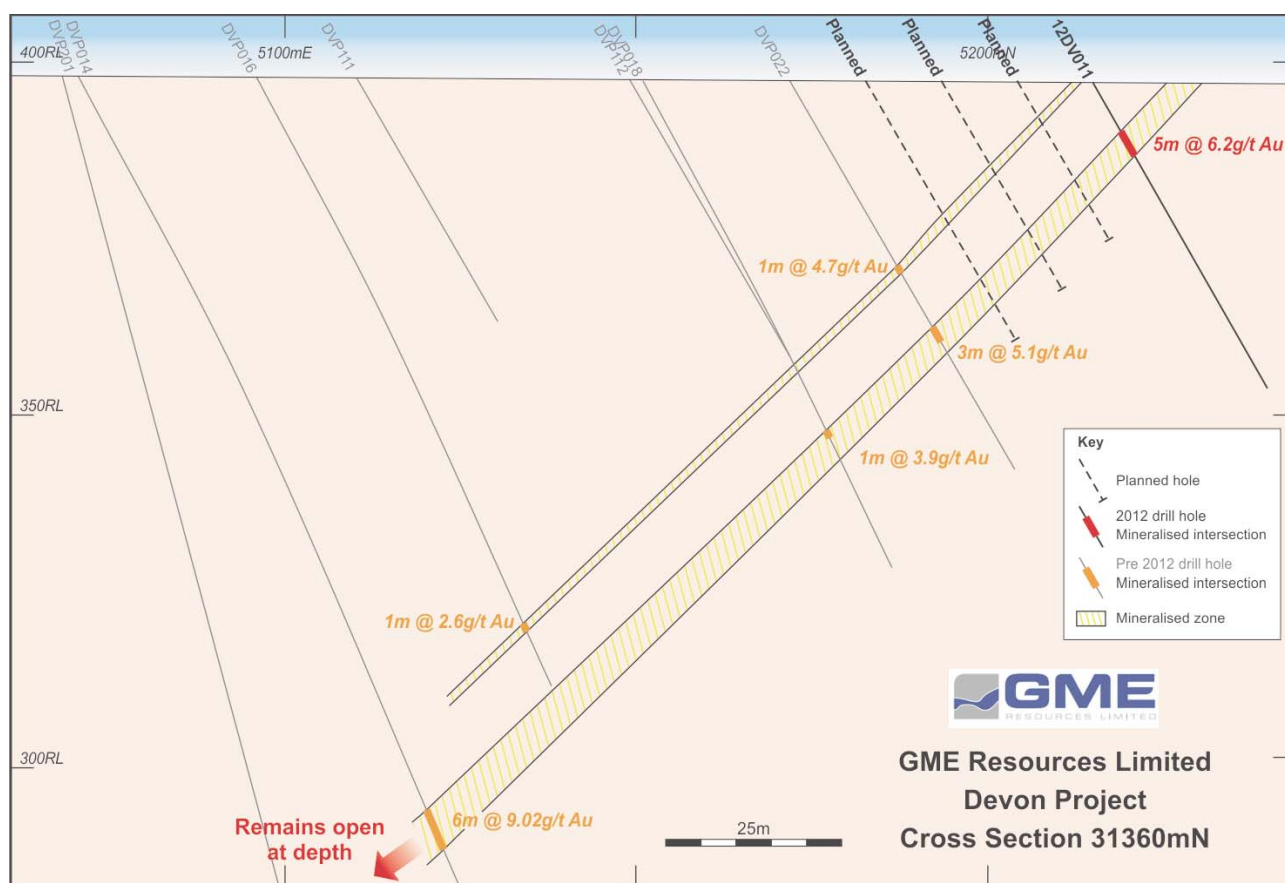 DVP201
DVP014
DVP016
DVP111
DVP112
DVP018
DVP022
Planned
Planned
Planned
12DV011
400RL
5100mE
5200mN
5m @ 6.2g/t Au
1m @ 4.7g/t Au
3m @ 5.1g/t Au
350RL
1m @ 3.9g/t Au
Key
Planned hole
2012 drill hole
Mineralised intersection
Pre 2012 drill hole
Mineralised intersection
Mineralised zone
1m @ 2.6g/t Au
GME
RESOURCES LIMITED
300RL
GME Resources Limited
Devon Project
Cross Section 31360mN
6m @ 9.02g/t Au
Remains open
at depth
25m